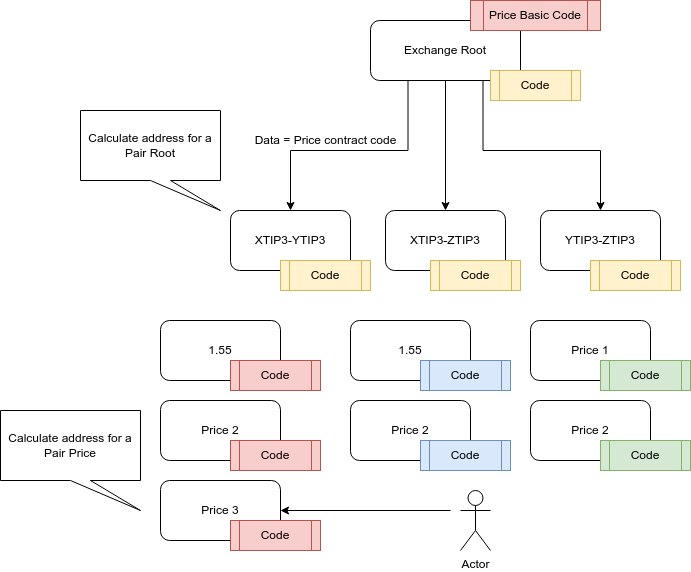 Price Basic Code
Exchange Root
Code
Calculate address for a
Pair Root
Data = Price contract code
XTIP3-YTIP3
XTIP3-ZTIP3
YTIP3-ZTIP3
Code
Code
Code
1.55
1.55
Price 1
Code
Code
Code
Calculate address for a
Pair Price
Price 2
Price 2
Price 2
Code
Code
Code
Price 3
Code
Actor